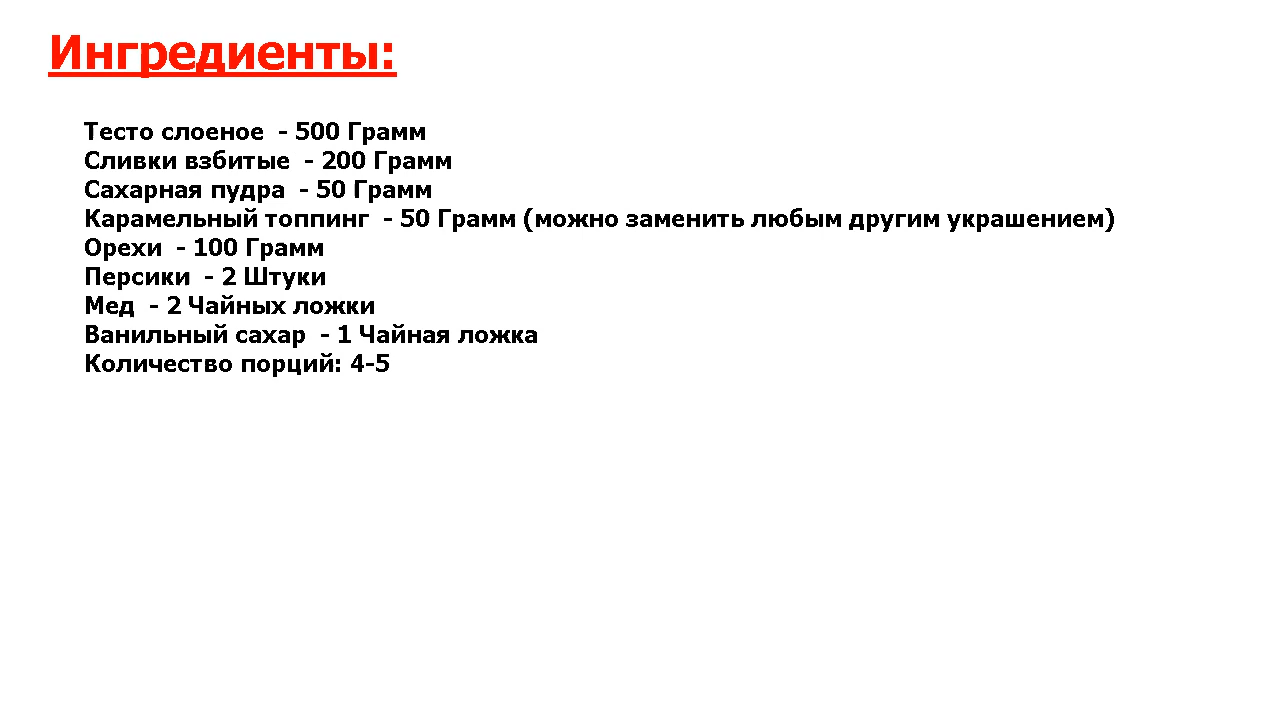 Ингредиенты:
Тесто слоеное  - 500 Грамм
Сливки взбитые  - 200 Грамм
Сахарная пудра  - 50 Грамм
Карамельный топпинг  - 50 Грамм (можно заменить любым другим украшением)
Орехи  - 100 Грамм
Персики  - 2 Штуки
Мед  - 2 Чайных ложки
Ванильный сахар  - 1 Чайная ложка
Количество порций: 4-5